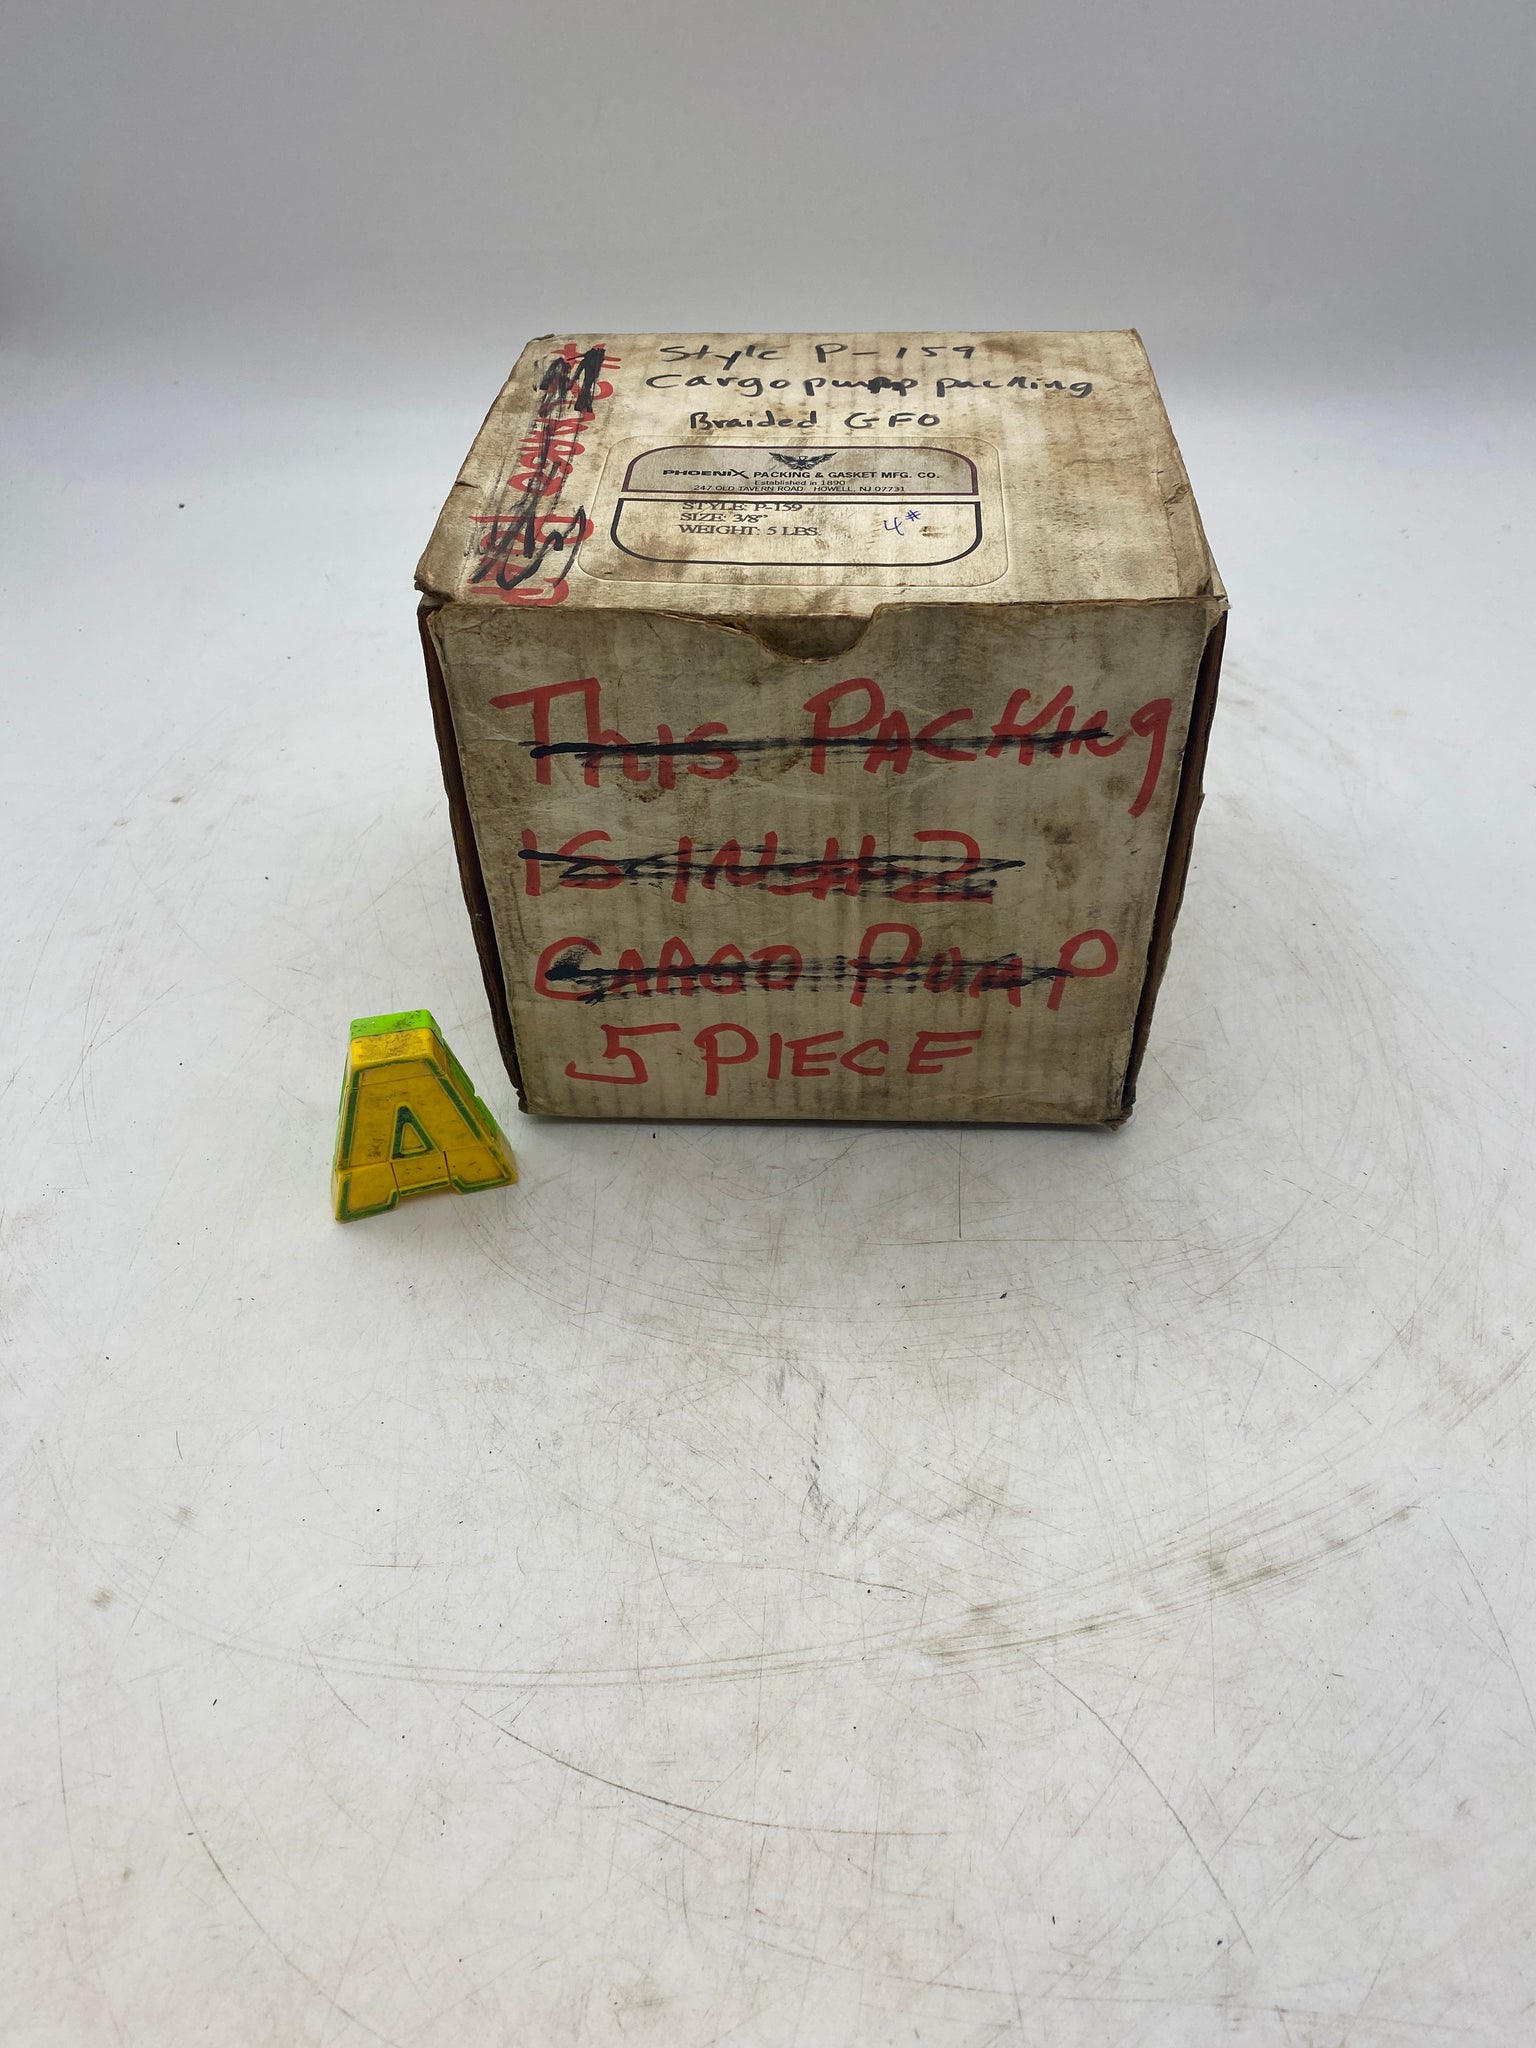 Style P-159
Cargo pump packing
Braided GFO
PHOENIX PACKING & GASKET MFG. CO.
Established in 1890
247 OLD TAVERN ROAD HOWELL, NJ 07731
STYLE: P-159
SIZE: 3/8"
WEIGHT: 5 LBS.
4#
THIS PACKING
IS IN #2
CARGO PUMP
5 PIECE
A